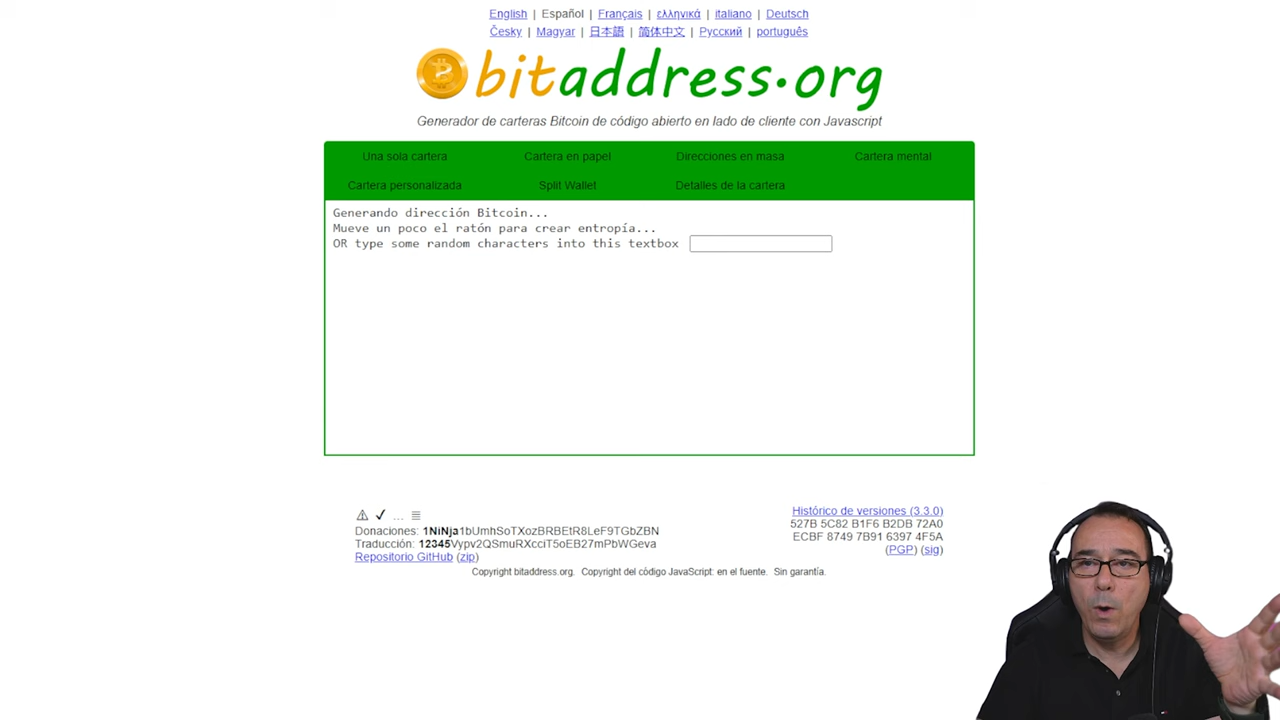 English | Español | Français | ελληνικά | italiano | Deutsch
Česky | Magyar | 日本語 | 简体中文 | Русский | português
bitaddress.org
Generador de carteras Bitcoin de código abierto en lado de cliente con Javascript
Una sola cartera Cartera en papel Direcciones en masa Cartera mental
Cartera personalizada Split Wallet Detalles de la cartera
Generando dirección Bitcoin...
Mueve un poco el ratón para crear entropía...
OR type some random characters into this textbox
Donaciones: 1NiNja1bUmhSoTXozBRBEtR8LeF9TGbZBN
Traducción: 12345Vypv2QSmuRXcciT5oEB27mPbWGeva
Repositorio GitHub (zip)
Histórico de versiones (3.3.0)
527B 5C82 B1F6 B2DB 72A0
ECBF 8749 7B91 6397 4F5A
(PGP) (sig)
Copyright bitaddress.org. Copyright del código JavaScript: en el fuente. Sin garantía.